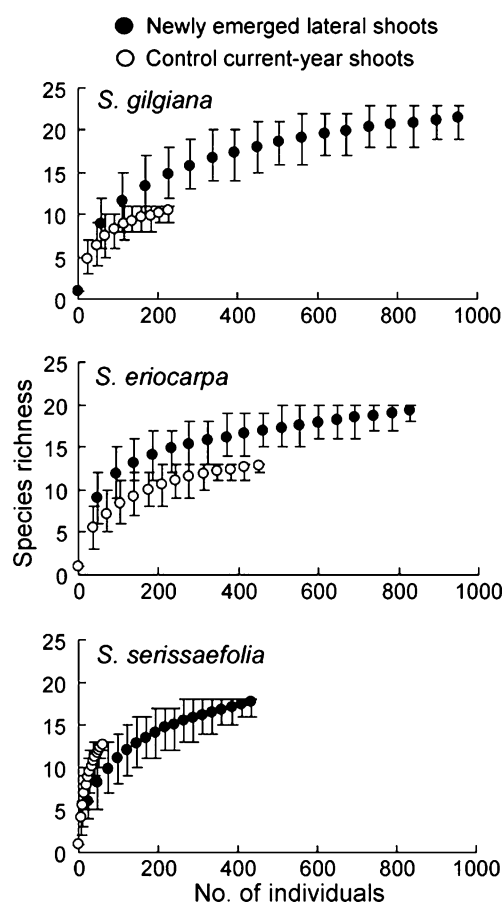 Newly emerged lateral shoots
Control current-year shoots
S. gilgiana
25
20
15
10
5
0
0 200 400 600 800 1000
S. eriocarpa
25
20
15
10
5
0
0 200 400 600 800 1000
Species richness
S. serissaefolia
25
20
15
10
5
0
0 200 400 600 800 1000
No. of individuals